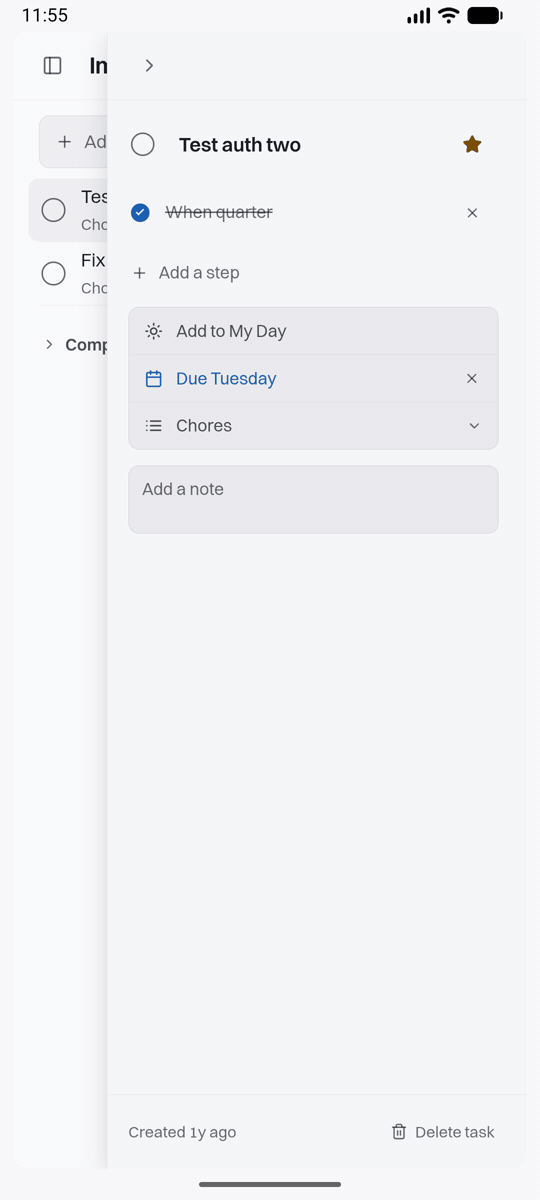 11:55
In
Ad
Tes
Cho
Fix
Cho
Comp
Test auth two
When quarter
Add a step
Add to My Day
Due Tuesday
Chores
Add a note
Created 1y ago
Delete task